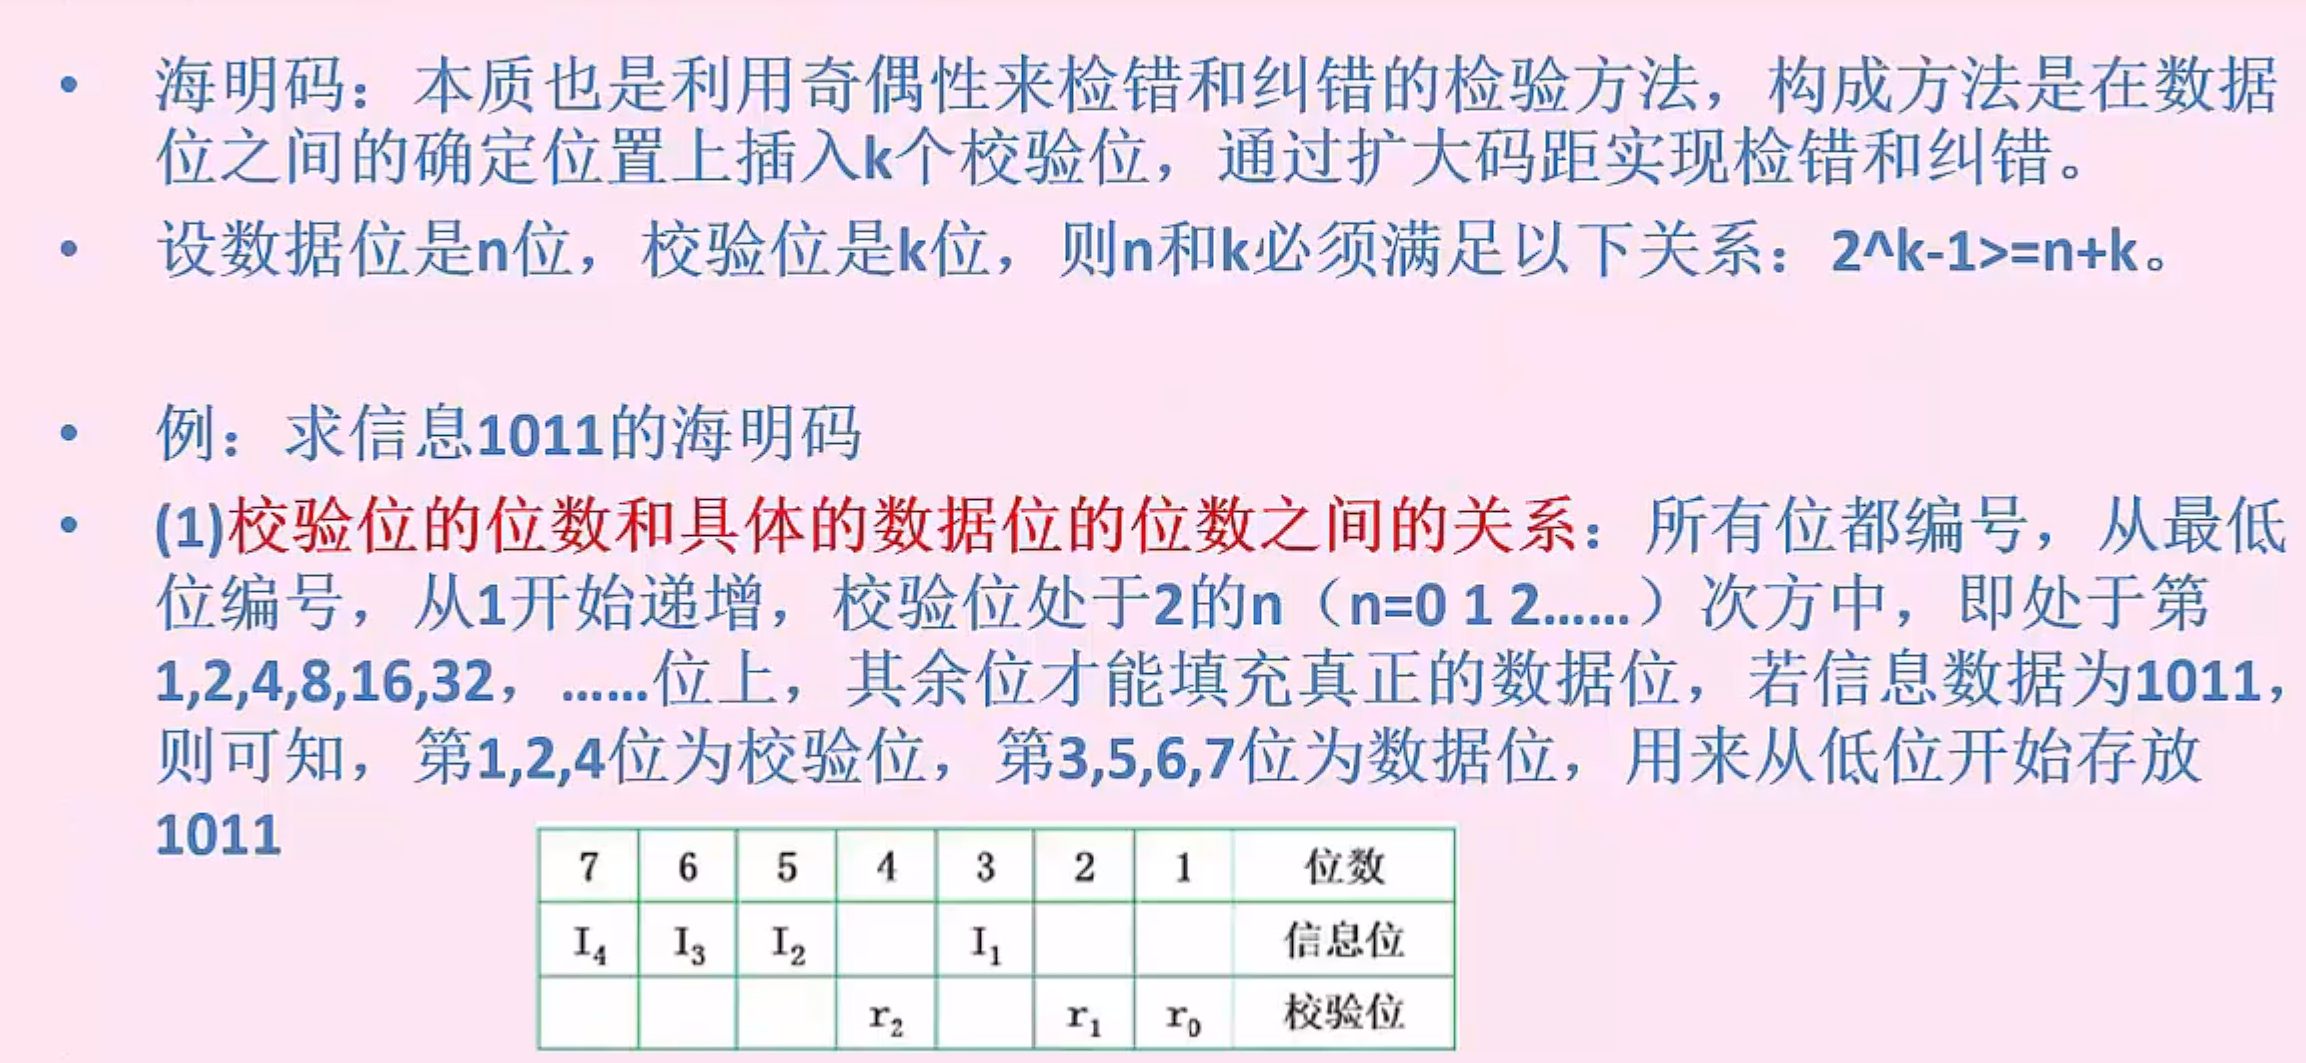 • 海明码：本质也是利用奇偶性来检错和纠错的检验方法，构成方法是在数据
位之间的确定位置上插入k个校验位，通过扩大码距实现检错和纠错。
• 设数据位是n位，校验位是k位，则n和k必须满足以下关系：2^k-1>=n+k。
• 例：求信息1011的海明码
• (1)校验位的位数和具体的数据位的位数之间的关系：所有位都编号，从最低
位编号，从1开始递增，校验位处于2的n（n=0 1 2……）次方中，即处于第
1,2,4,8,16,32，……位上，其余位才能填充真正的数据位，若信息数据为1011，
则可知，第1,2,4位为校验位，第3,5,6,7位为数据位，用来从低位开始存放
1011
7 6 5 4 3 2 1 位数
I₄ I₃ I₂ I₁ 信息位
r₂ r₁ r₀ 校验位